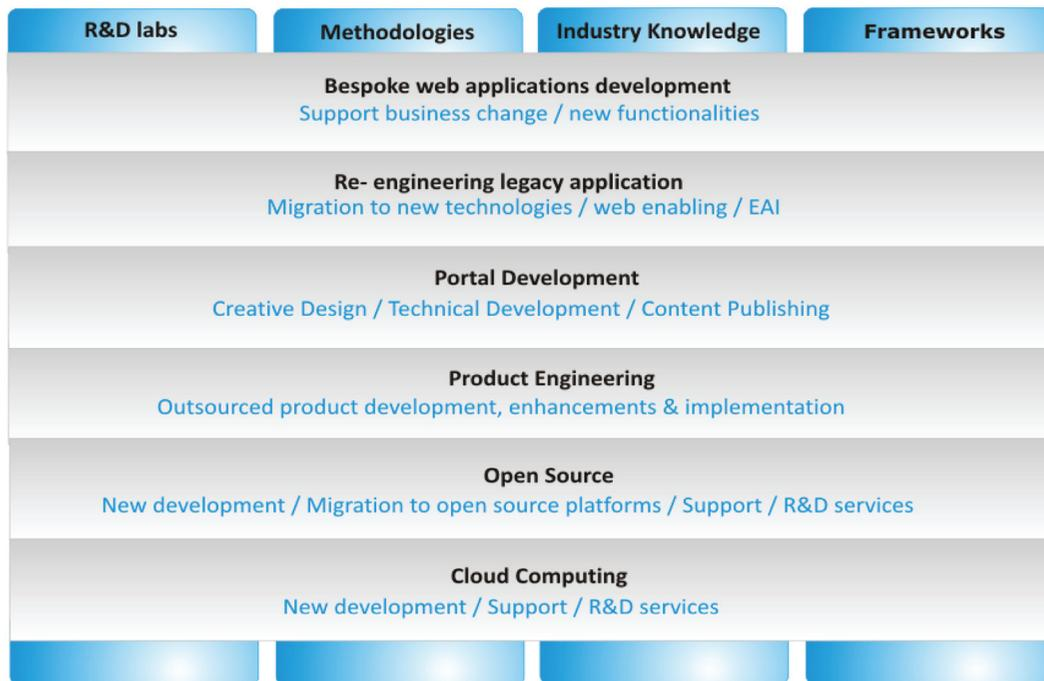 R&D labs
Methodologies
Industry Knowledge
Frameworks
Bespoke web applications development
Support business change / new functionalities
Re- engineering legacy application
Migration to new technologies / web enabling / EAI
Portal Development
Creative Design / Technical Development / Content Publishing
Product Engineering
Outsourced product development, enhancements & implementation
Open Source
New development / Migration to open source platforms / Support / R&D services
Cloud Computing
New development / Support / R&D services